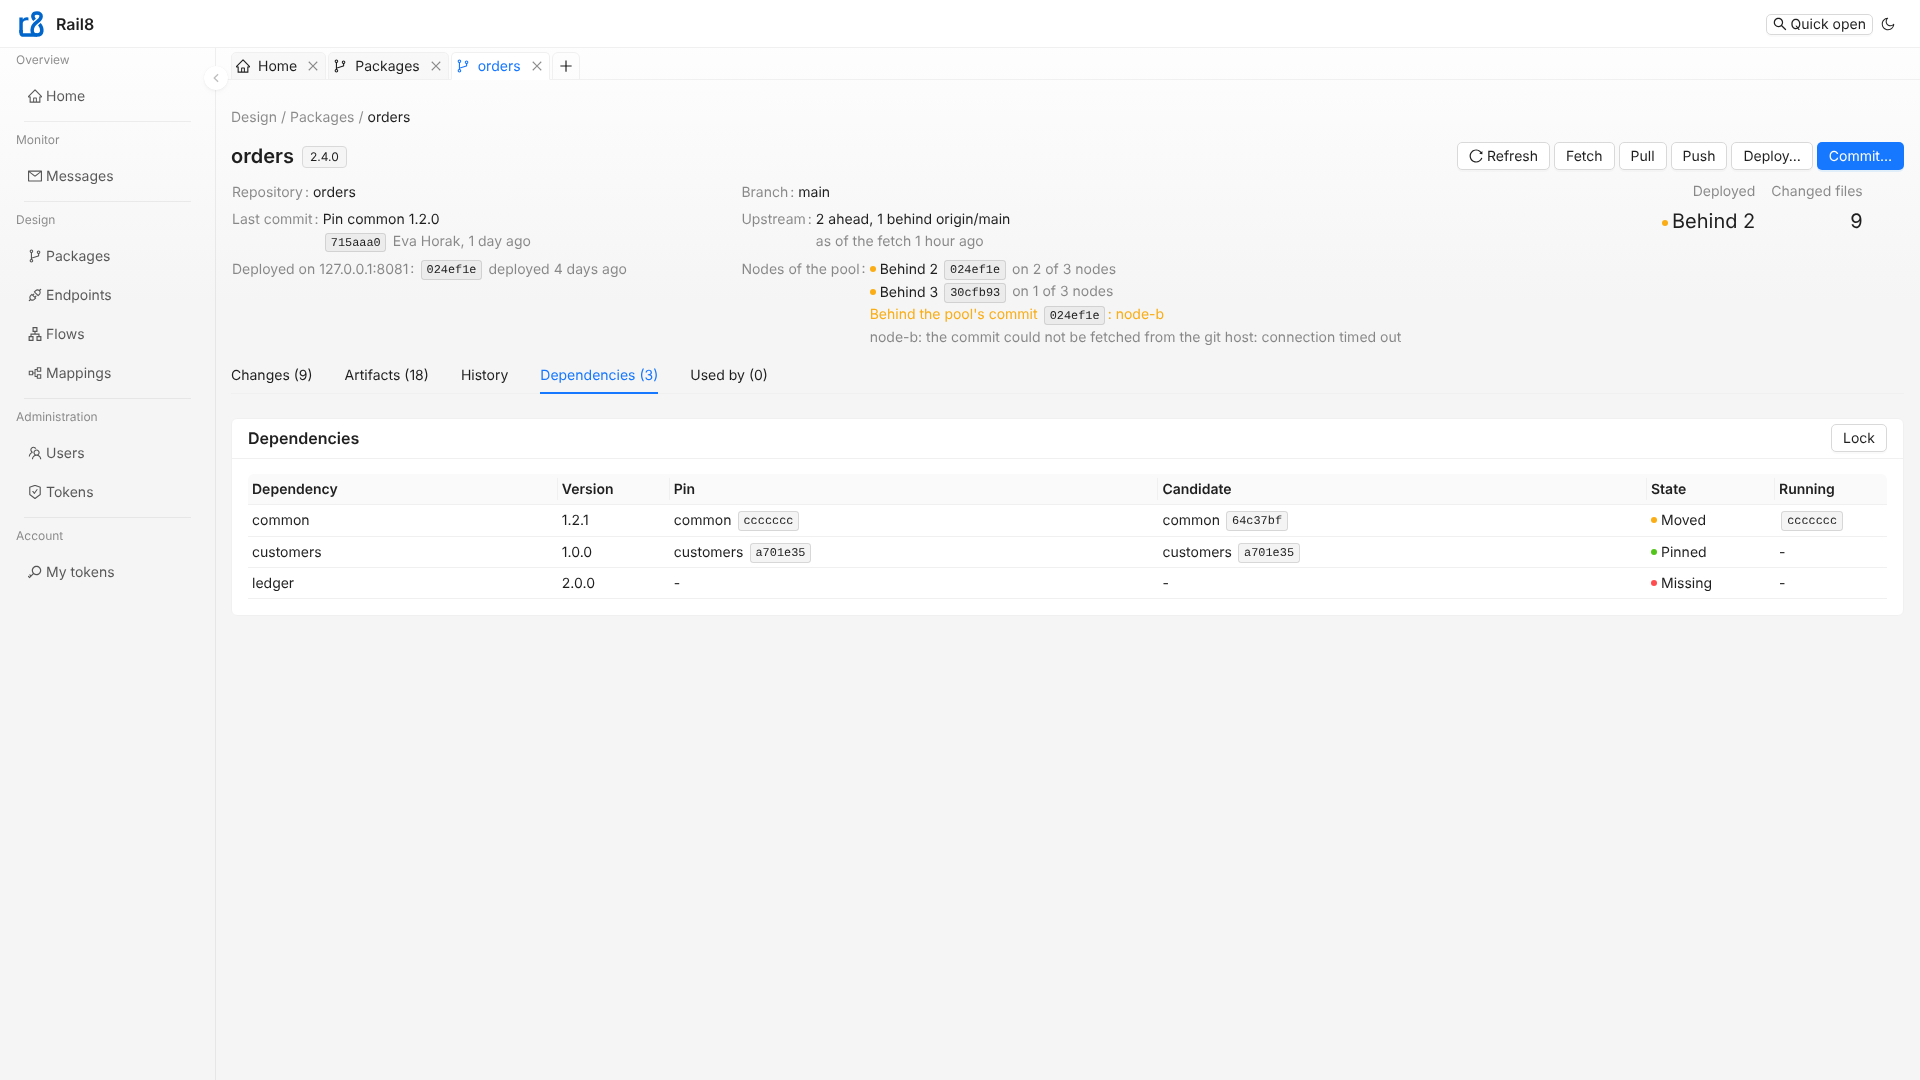 Rail8
Quick open
Overview
Home
Monitor
Messages
Design
Packages
Endpoints
Flows
Mappings
Administration
Users
Tokens
Account
My tokens
Home
Packages
orders
Design / Packages / orders
orders 2.4.0
Refresh
Fetch
Pull
Push
Deploy...
Commit...
Repository: orders
Branch: main
Deployed
Behind 2
Changed files
9
Last commit: Pin common 1.2.0
715aaa0 Eva Horak, 1 day ago
Upstream: 2 ahead, 1 behind origin/main
as of the fetch 1 hour ago
Deployed on 127.0.0.1:8081: 024ef1e deployed 4 days ago
Nodes of the pool: Behind 2 024ef1e on 2 of 3 nodes
Behind 3 30cfb93 on 1 of 3 nodes
Behind the pool's commit 024ef1e : node-b
node-b: the commit could not be fetched from the git host: connection timed out
Changes (9)
Artifacts (18)
History
Dependencies (3)
Used by (0)
Dependencies
Lock
Dependency Version Pin Candidate State Running
common 1.2.1 common ccccccc common 64c37bf Moved ccccccc
customers 1.0.0 customers a701e35 customers a701e35 Pinned -
ledger 2.0.0 - - Missing -